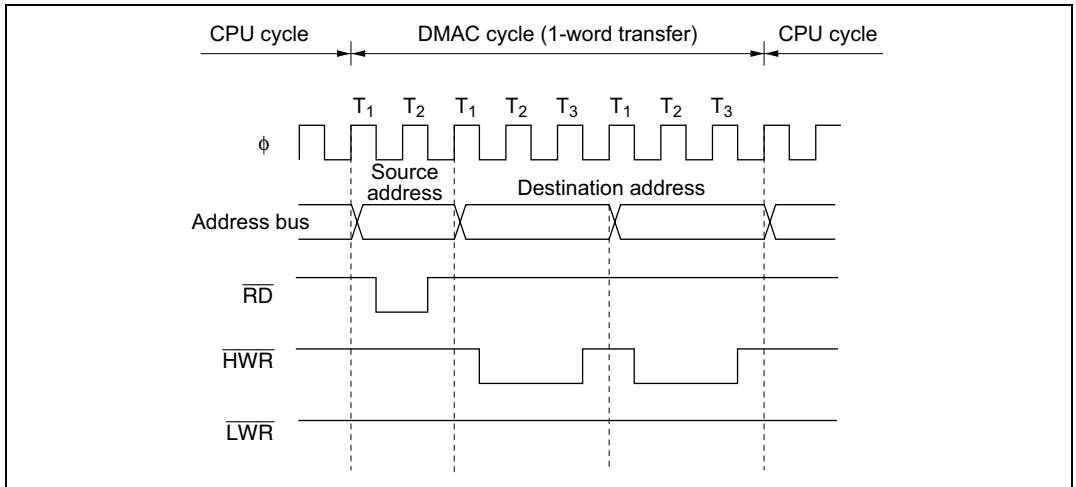 CPU cycle DMAC cycle (1-word transfer) CPU cycle
T1 T2 T1 T2 T3 T1 T2 T3
ϕ
Source
address Destination address
Address bus
RD
HWR
LWR